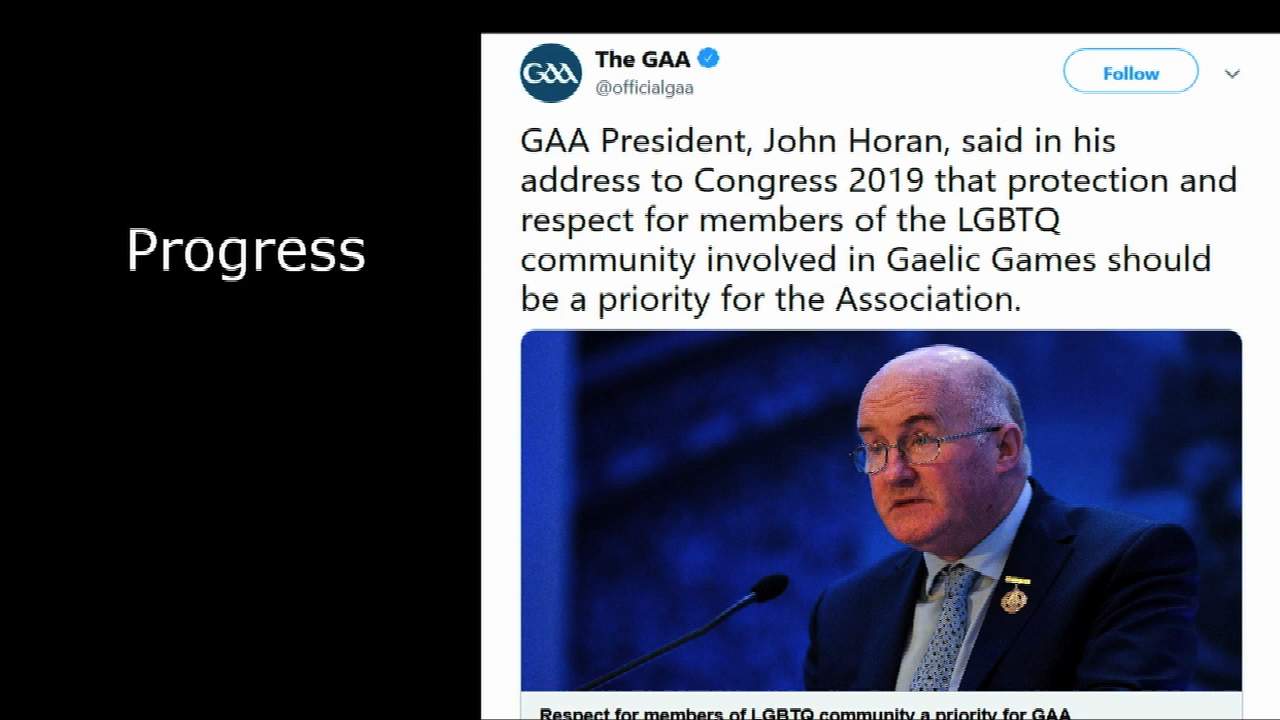 Progress
GAA
The GAA
@officialgaa
Follow
GAA President, John Horan, said in his
address to Congress 2019 that protection and
respect for members of the LGBTQ
community involved in Gaelic Games should
be a priority for the Association.
Respect for members of LGBTQ community a priority for GAA